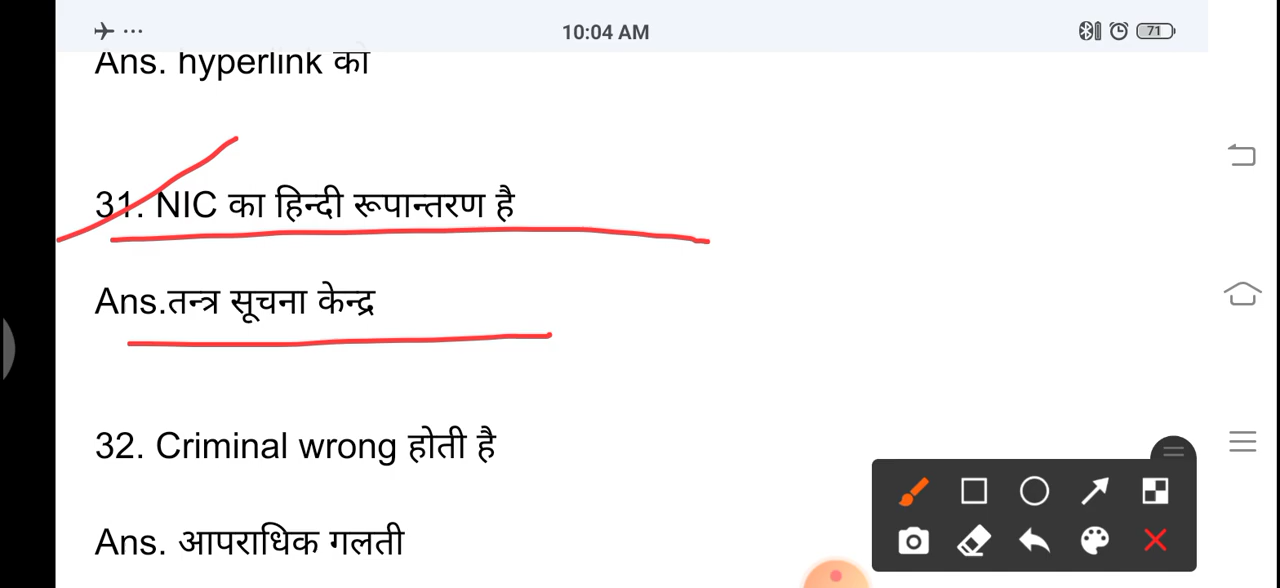 10:04 AM
71
Ans. hyperlink को
31. NIC का हिन्दी रूपान्तरण है
Ans.तन्त्र सूचना केन्द्र
32. Criminal wrong होती है
Ans. आपराधिक गलती